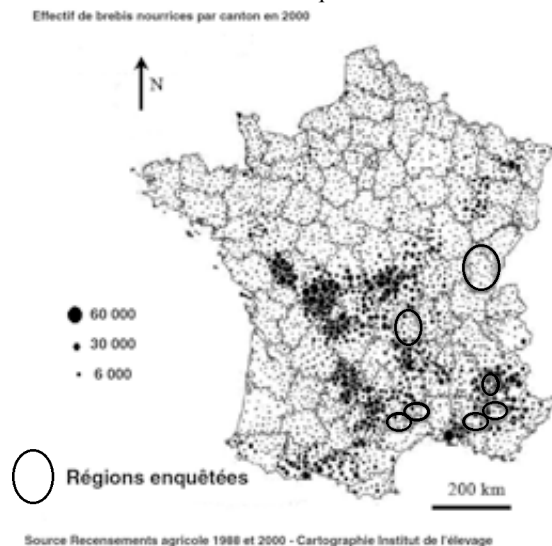 Effectif de brebis nourrices par canton en 2000
N
60 000
30 000
6 000
Régions enquêtées
200 km
Source Recensements agricole 1988 et 2000 - Cartographie Institut de l'élevage